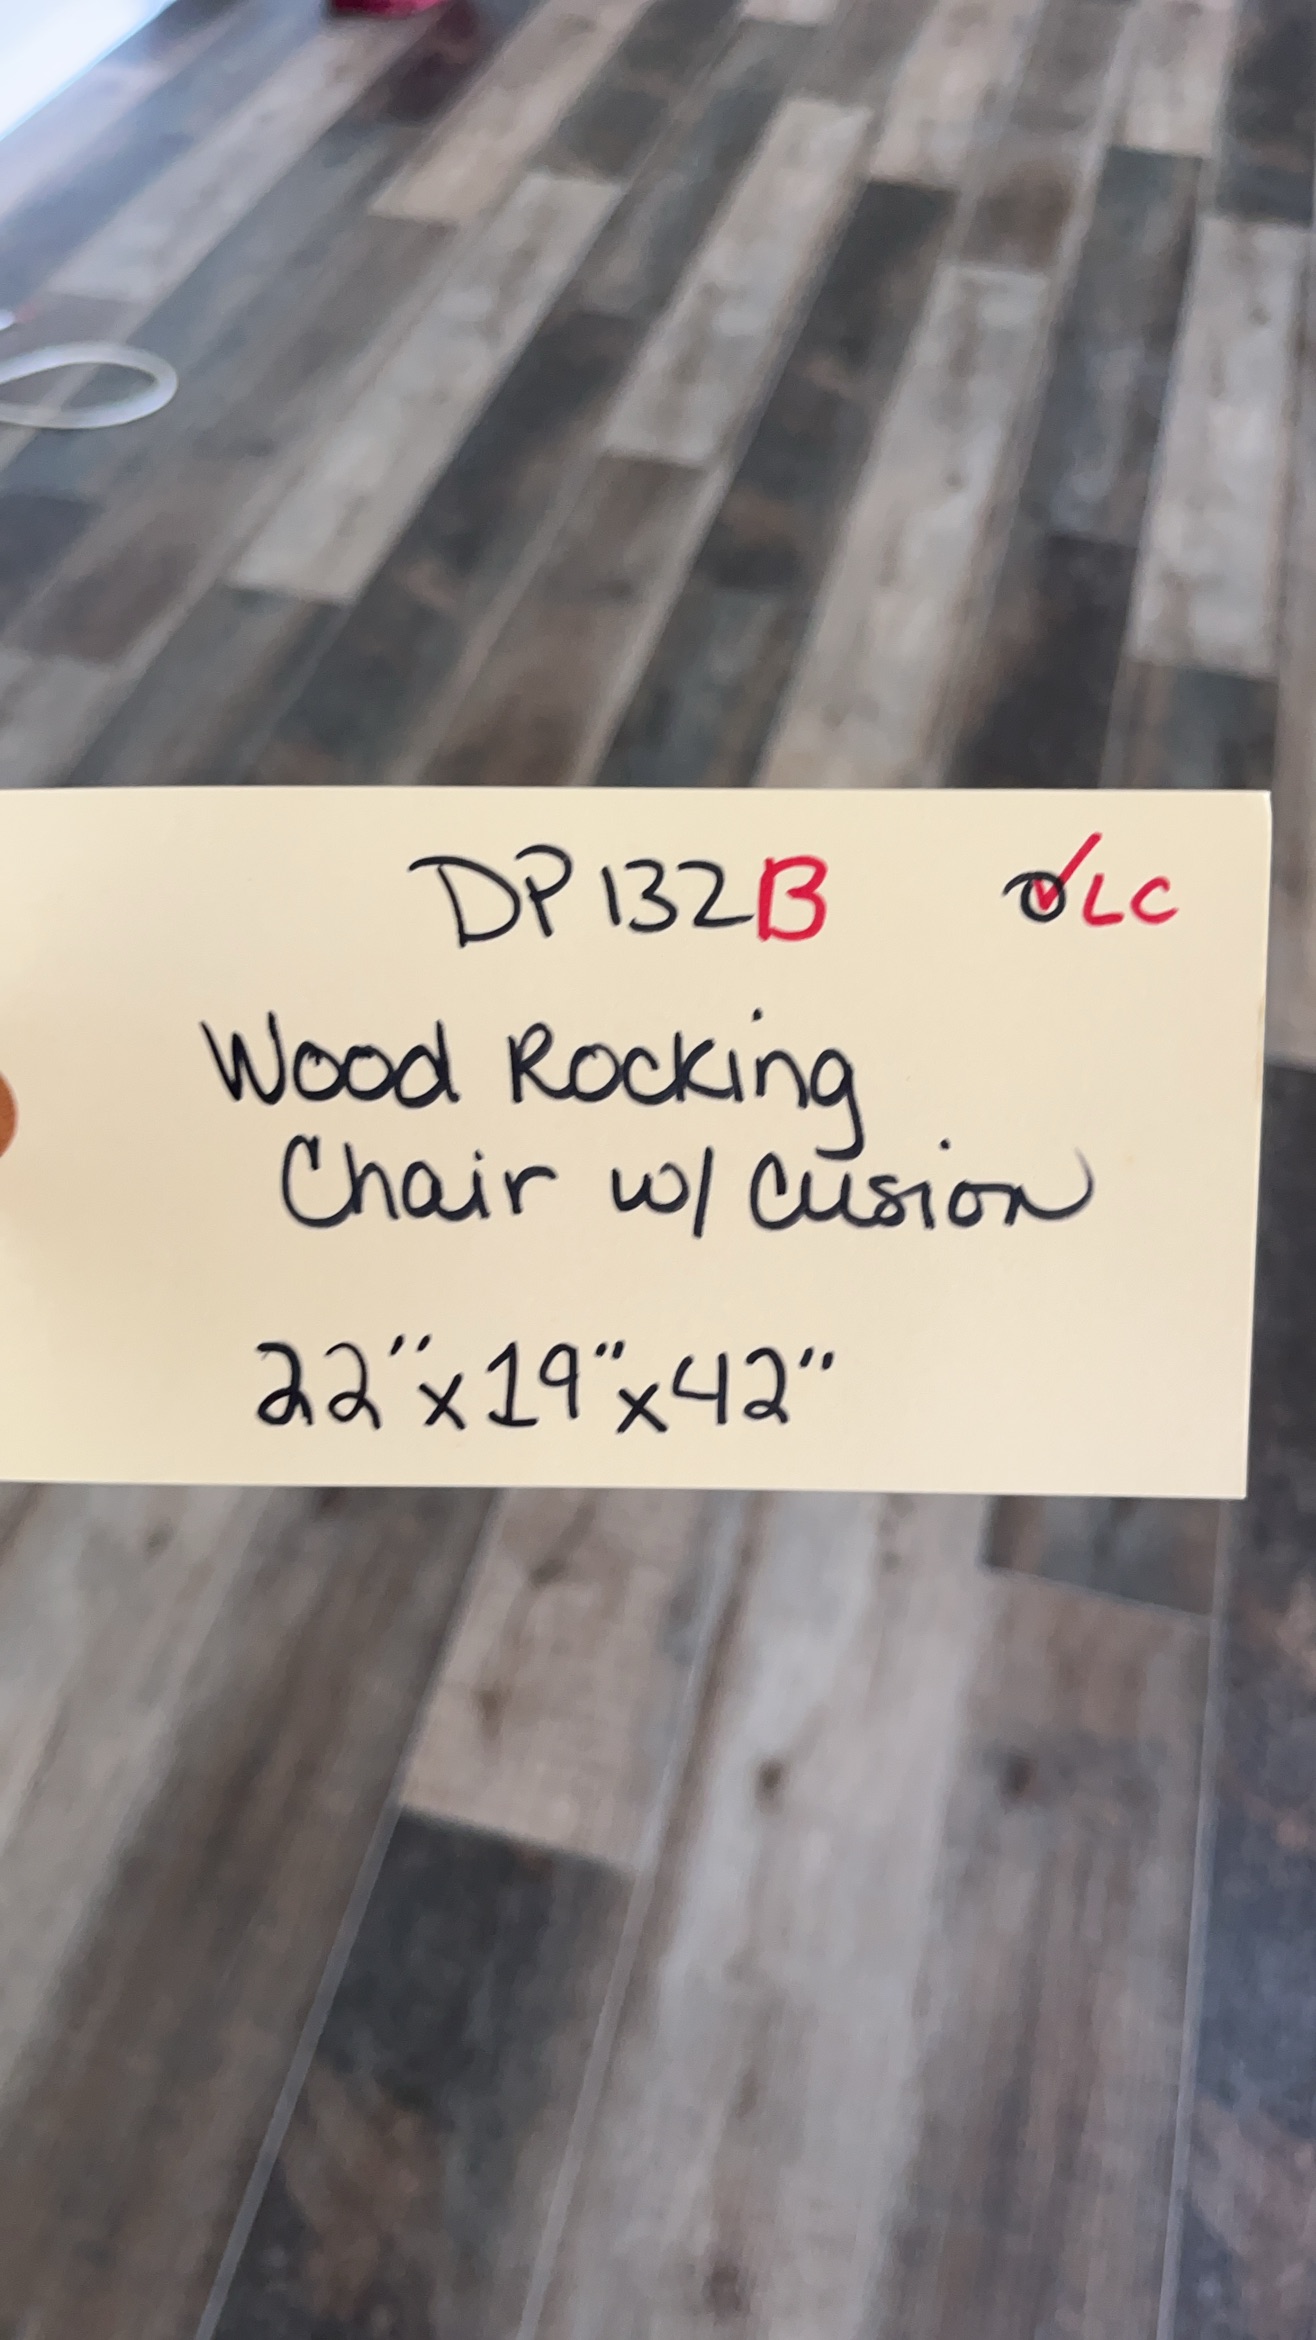 DP132B ✓LC
Wood Rocking
Chair w/ Cusion
22"x19"x42"